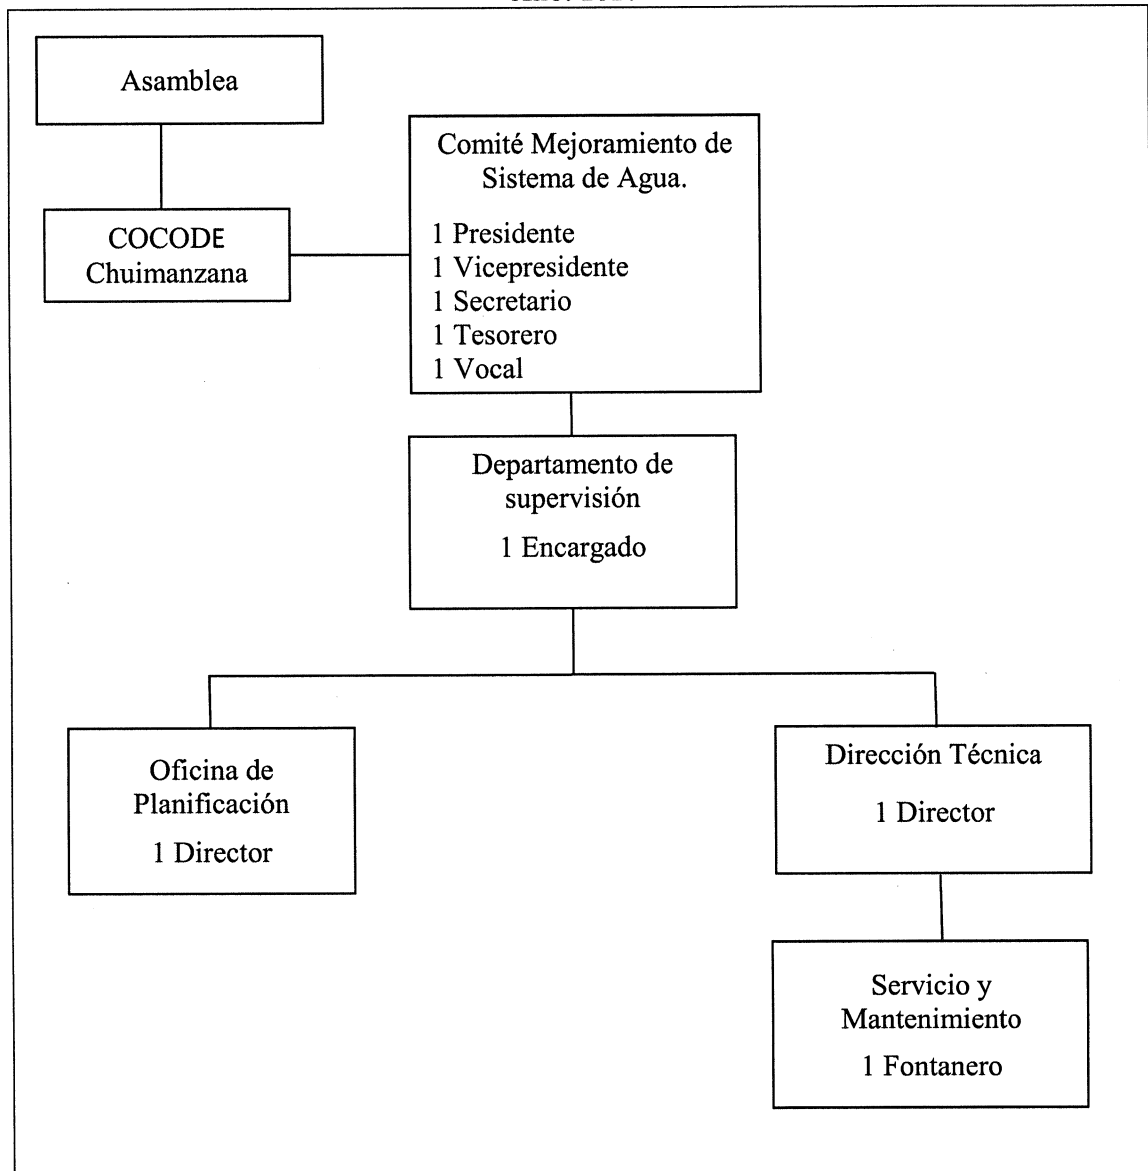 Asamblea
COCODE
Chuimanzana
Comité Mejoramiento de
Sistema de Agua.
1 Presidente
1 Vicepresidente
1 Secretario
1 Tesorero
1 Vocal
Departamento de
supervisión
1 Encargado
Oficina de
Planificación
1 Director
Dirección Técnica
1 Director
Servicio y
Mantenimiento
1 Fontanero